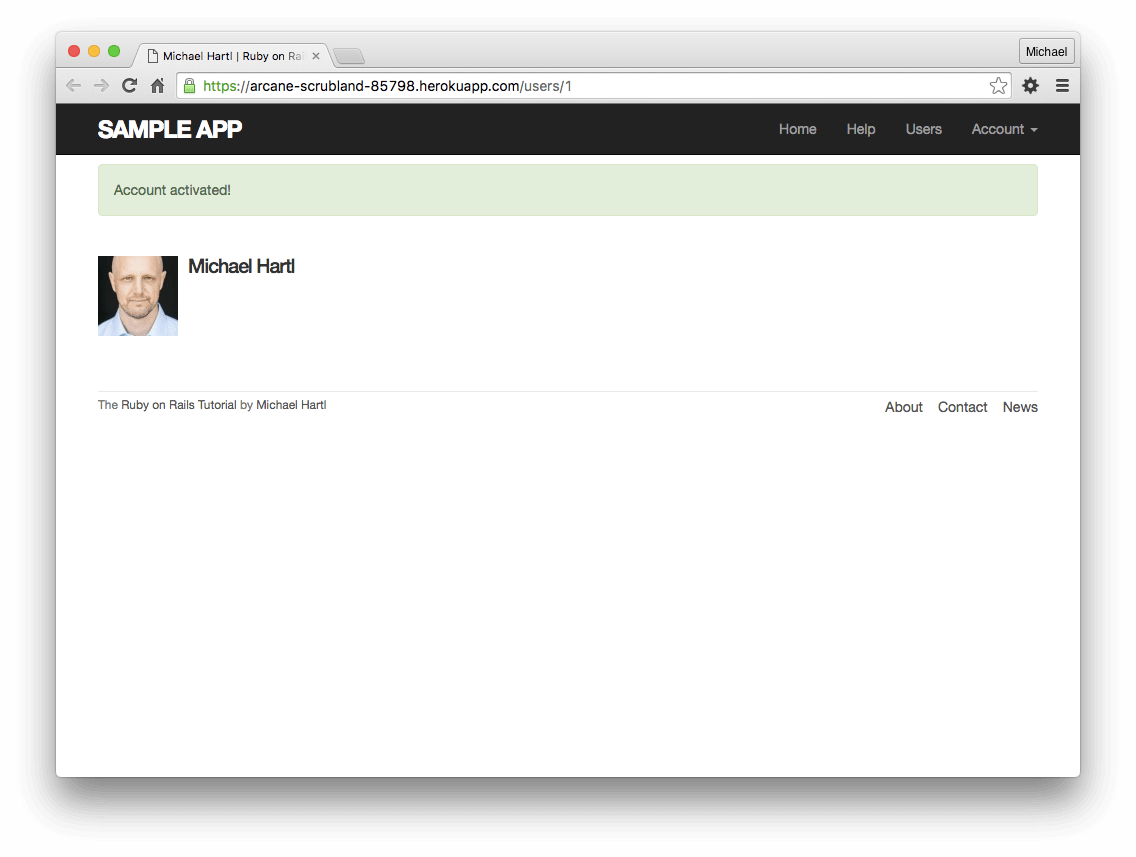 Michael Hartl | Ruby on Rai
Michael
https://arcane-scrubland-85798.herokuapp.com/users/1
SAMPLE APP
Home Help Users Account
Account activated!
Michael Hartl
The Ruby on Rails Tutorial by Michael Hartl
About Contact News